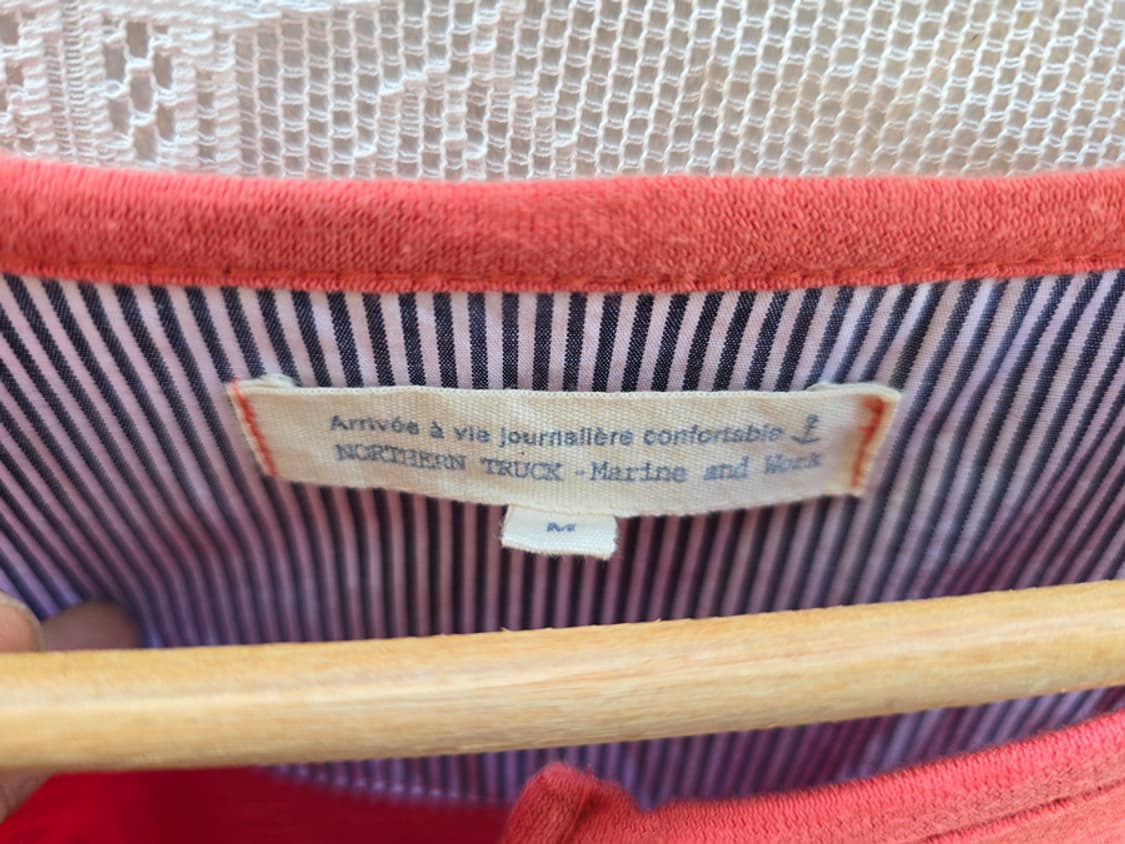 Arrivée à vie journalière confortable
NORTHERN TRUCK - Marine and Work
M